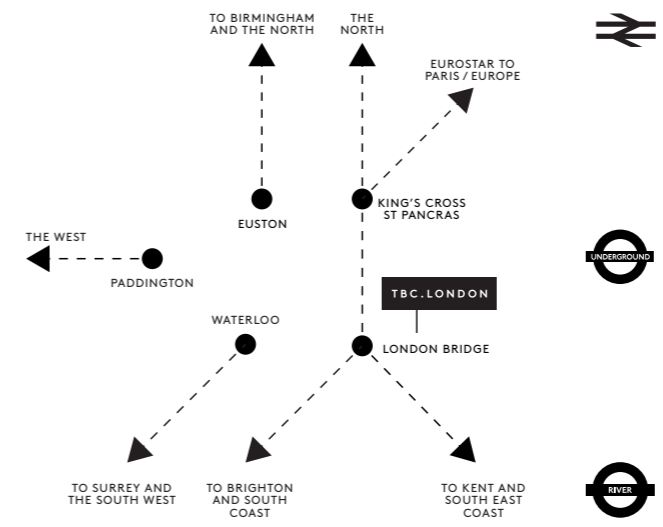 TO BIRMINGHAM
AND THE NORTH
THE
NORTH
EUROSTAR TO
PARIS / EUROPE
EUSTON
KING'S CROSS
ST PANCRAS
THE WEST
PADDINGTON
UNDERGROUND
TBC.LONDON
WATERLOO
LONDON BRIDGE
TO SURREY AND
THE SOUTH WEST
TO BRIGHTON
AND SOUTH
COAST
TO KENT AND
SOUTH EAST
COAST
RIVER